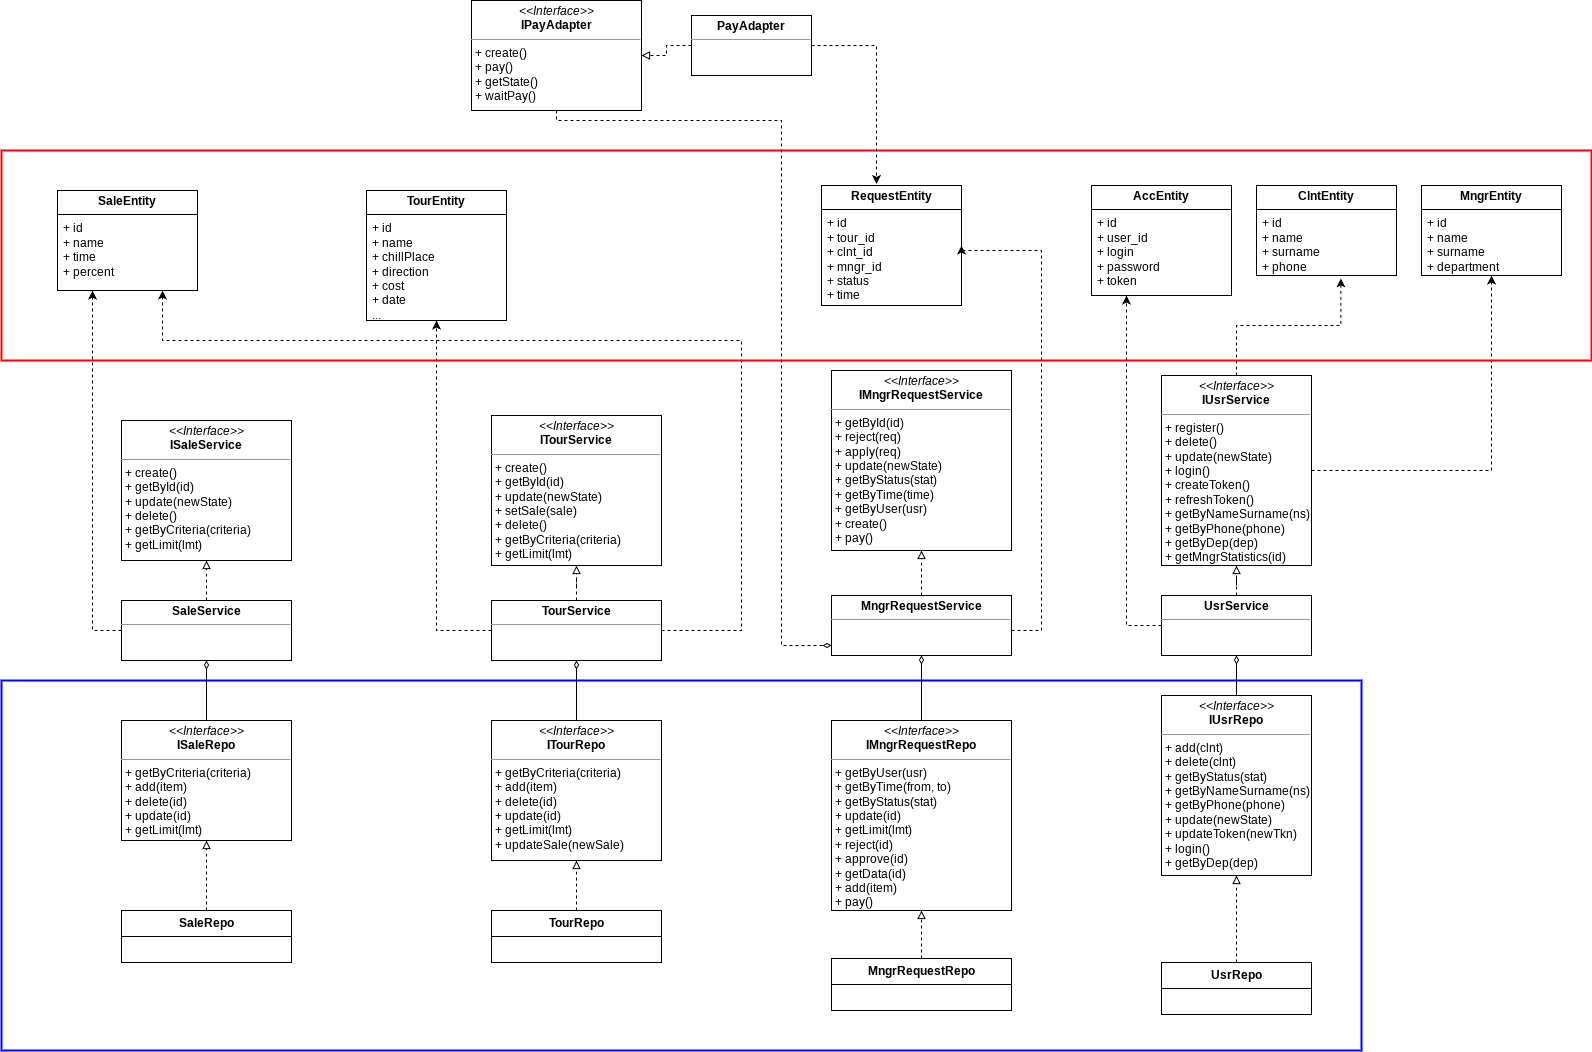 <<Interface>>
IPayAdapter
+ create()
+ pay()
+ getState()
+ waitPay()
PayAdapter
SaleEntity
+ id
+ name
+ time
+ percent
TourEntity
+ id
+ name
+ chillPlace
+ direction
+ cost
+ date
...
RequestEntity
+ id
+ tour_id
+ clnt_id
+ mngr_id
+ status
+ time
AccEntity
+ id
+ user_id
+ login
+ password
+ token
ClntEntity
+ id
+ name
+ surname
+ phone
MngrEntity
+ id
+ name
+ surname
+ department
<<Interface>>
ISaleService
+ create()
+ getById(id)
+ update(newState)
+ delete()
+ getByCriteria(criteria)
+ getLimit(lmt)
<<Interface>>
ITourService
+ create()
+ getById(id)
+ update(newState)
+ setSale(sale)
+ delete()
+ getByCriteria(criteria)
+ getLimit(lmt)
<<Interface>>
IMngrRequestService
+ getById(id)
+ reject(req)
+ apply(req)
+ update(newState)
+ getByStatus(stat)
+ getByTime(time)
+ getByUser(usr)
+ create()
+ pay()
<<Interface>>
IUsrService
+ register()
+ delete()
+ update(newState)
+ login()
+ createToken()
+ refreshToken()
+ getByNameSurname(ns)
+ getByPhone(phone)
+ getByDep(dep)
+ getMngrStatistics(id)
SaleService
TourService
MngrRequestService
UsrService
<<Interface>>
ISaleRepo
+ getByCriteria(criteria)
+ add(item)
+ delete(id)
+ update(id)
+ getLimit(lmt)
<<Interface>>
ITourRepo
+ getByCriteria(criteria)
+ add(item)
+ delete(id)
+ update(id)
+ getLimit(lmt)
+ updateSale(newSale)
<<Interface>>
IMngrRequestRepo
+ getByUser(usr)
+ getByTime(from, to)
+ getByStatus(stat)
+ update(id)
+ getLimit(lmt)
+ reject(id)
+ approve(id)
+ getData(id)
+ add(item)
+ pay()
<<Interface>>
IUsrRepo
+ add(clnt)
+ delete(clnt)
+ getByStatus(stat)
+ getByNameSurname(ns)
+ getByPhone(phone)
+ update(newState)
+ updateToken(newTkn)
+ login()
+ getByDep(dep)
SaleRepo
TourRepo
MngrRequestRepo
UsrRepo